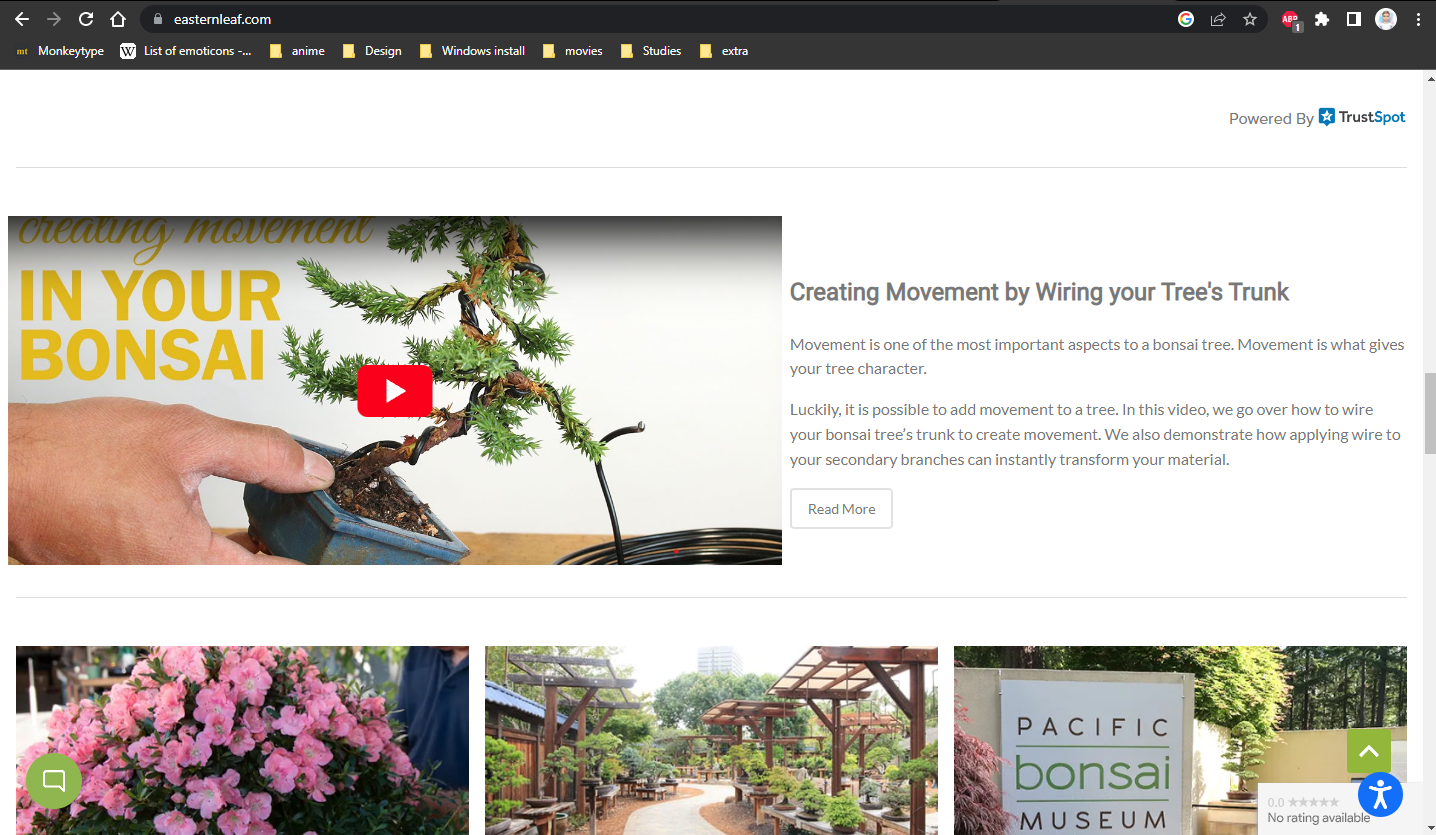 easternleaf.com
ABP
1
mt Monkeytype
W List of emoticons -...
anime
Design
Windows install
movies
Studies
extra
Powered By TrustSpot
creating movement
IN YOUR
BONSAI
Creating Movement by Wiring your Tree's Trunk
Movement is one of the most important aspects to a bonsai tree. Movement is what gives
your tree character.
Luckily, it is possible to add movement to a tree. In this video, we go over how to wire
your bonsai tree’s trunk to create movement. We also demonstrate how applying wire to
your secondary branches can instantly transform your material.
Read More
PACIFIC
bonsai
MUSEUM
0.0 ★★★★★
No rating available